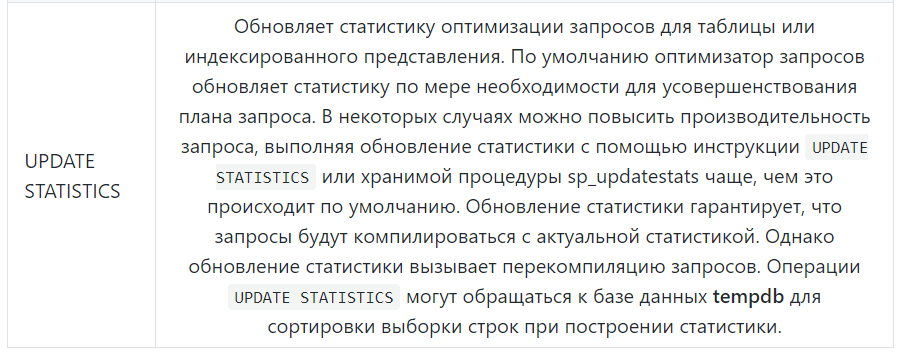 UPDATE
STATISTICS
Обновляет статистику оптимизации запросов для таблицы или
индексированного представления. По умолчанию оптимизатор запросов
обновляет статистику по мере необходимости для усовершенствования
плана запроса. В некоторых случаях можно повысить производительность
запроса, выполняя обновление статистики с помощью инструкции UPDATE
STATISTICS или хранимой процедуры sp_updatestats чаще, чем это
происходит по умолчанию. Обновление статистики гарантирует, что
запросы будут компилироваться с актуальной статистикой. Однако
обновление статистики вызывает перекомпиляцию запросов. Операции
UPDATE STATISTICS могут обращаться к базе данных tempdb для
сортировки выборки строк при построении статистики.